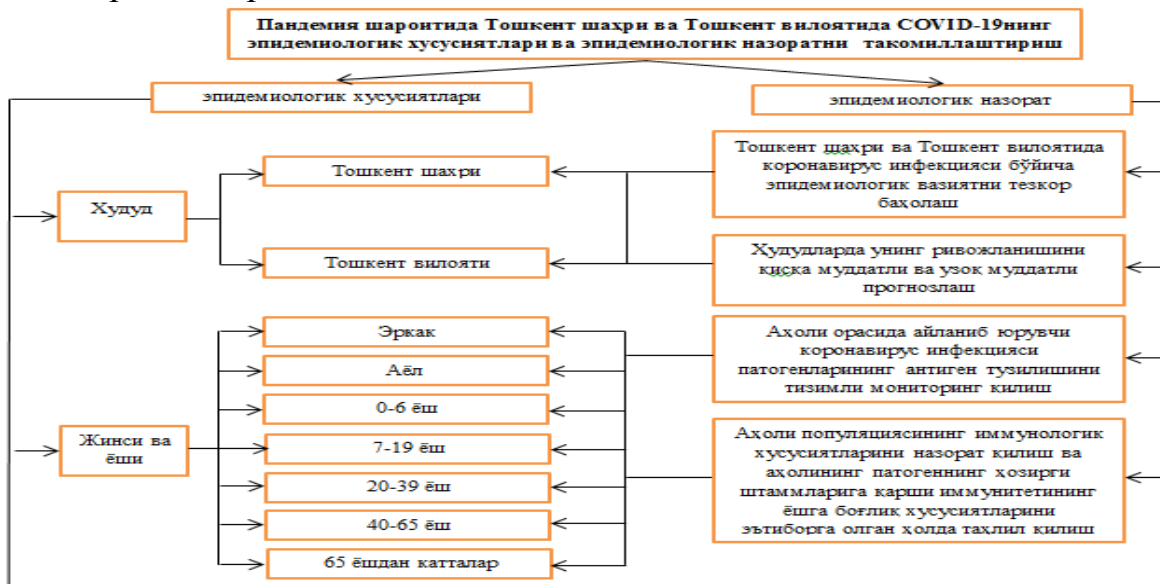 Пандемия шароитида Тошкент шаҳри ва Тошкент вилоятида COVID-19нинг
эпидемиологик хусусиятлари ва эпидемиологик назоратни такомиллаштириш
эпидемиологик хусусиятлари
эпидемиологик назорат
Худуд
Тошкент шаҳри
Тошкент вилояти
Тошкент шаҳри ва Тошкент вилоятида
коронавирус инфекцияси бўйича
эпидемиологик вазиятни тезкор
баҳолаш
Ҳудудларда унинг ривожланишини
қисқа муддатли ва узоқ муддатли
прогнозлаш
Жинси ва
ёши
Эркак
Аёл
0-6 ёш
7-19 ёш
20-39 ёш
40-65 ёш
65 ёшдан катталар
Аҳоли орасида айланиб юрувчи
коронавирус инфекцияси
патогенларининг антиген тузилишини
тизимли мониторинг қилиш
Аҳоли популяциясининг иммунологик
хусусиятларини назорат қилиш ва
аҳолининг патогеннинг ҳозирги
штаммларига қарши иммунитетининг
ёшга боғлиқ хусусиятларини
эътиборга олган ҳолда таҳлил қилиш